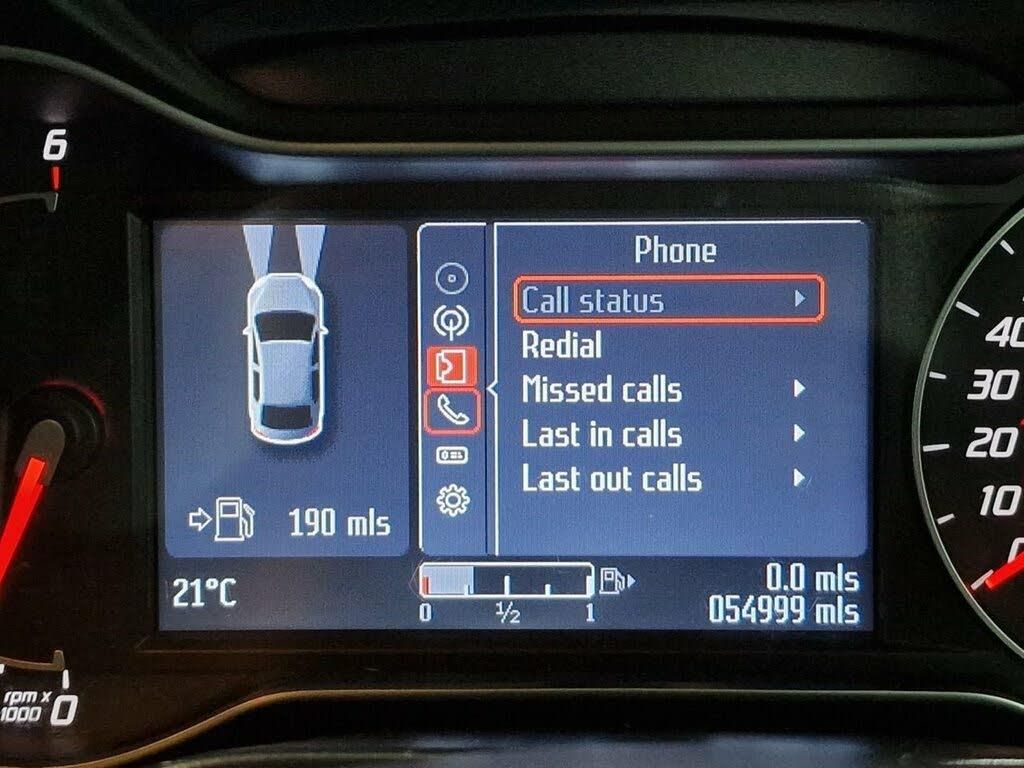 6
Phone
Call status
Redial
Missed calls
Last in calls
Last out calls
190 mls
21°C
0 1/2 1
0.0 mls
054999 mls
rpm x
1000 0
40
30
20
10
0